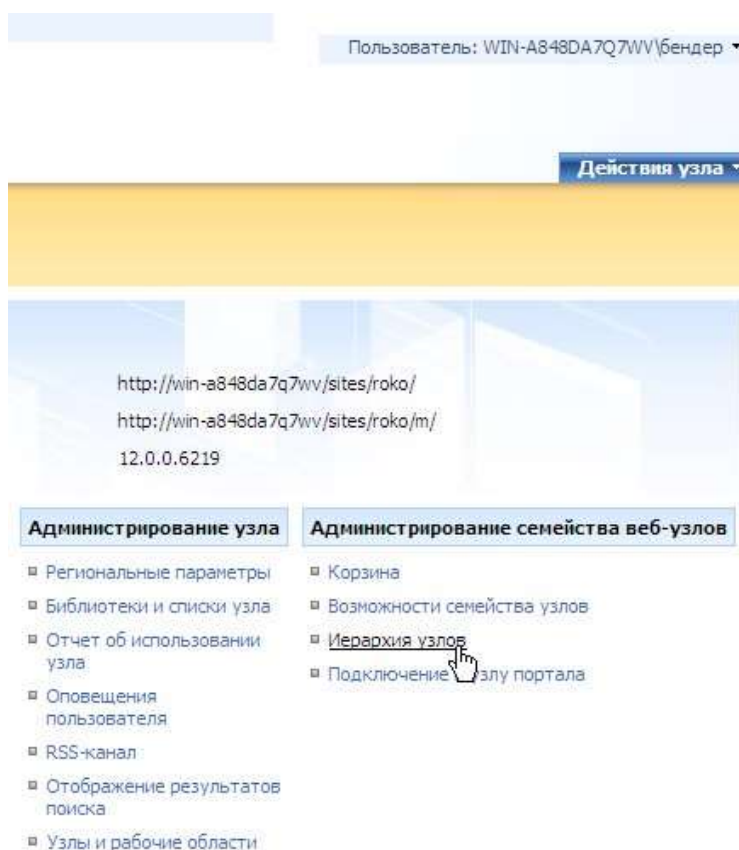 Пользователь: WIN-A848DA7Q7WV\бендер
Действия узла
http://win-a848da7q7wv/sites/roko/
http://win-a848da7q7wv/sites/roko/m/
12.0.0.6219
Администрирование узла
Региональные параметры
Библиотеки и списки узла
Отчет об использовании
узла
Оповещения
пользователя
RSS-канал
Отображение результатов
поиска
Узлы и рабочие области
Администрирование семейства веб-узлов
Корзина
Возможности семейства узлов
Иерархия узлов
Подключение узлу портала